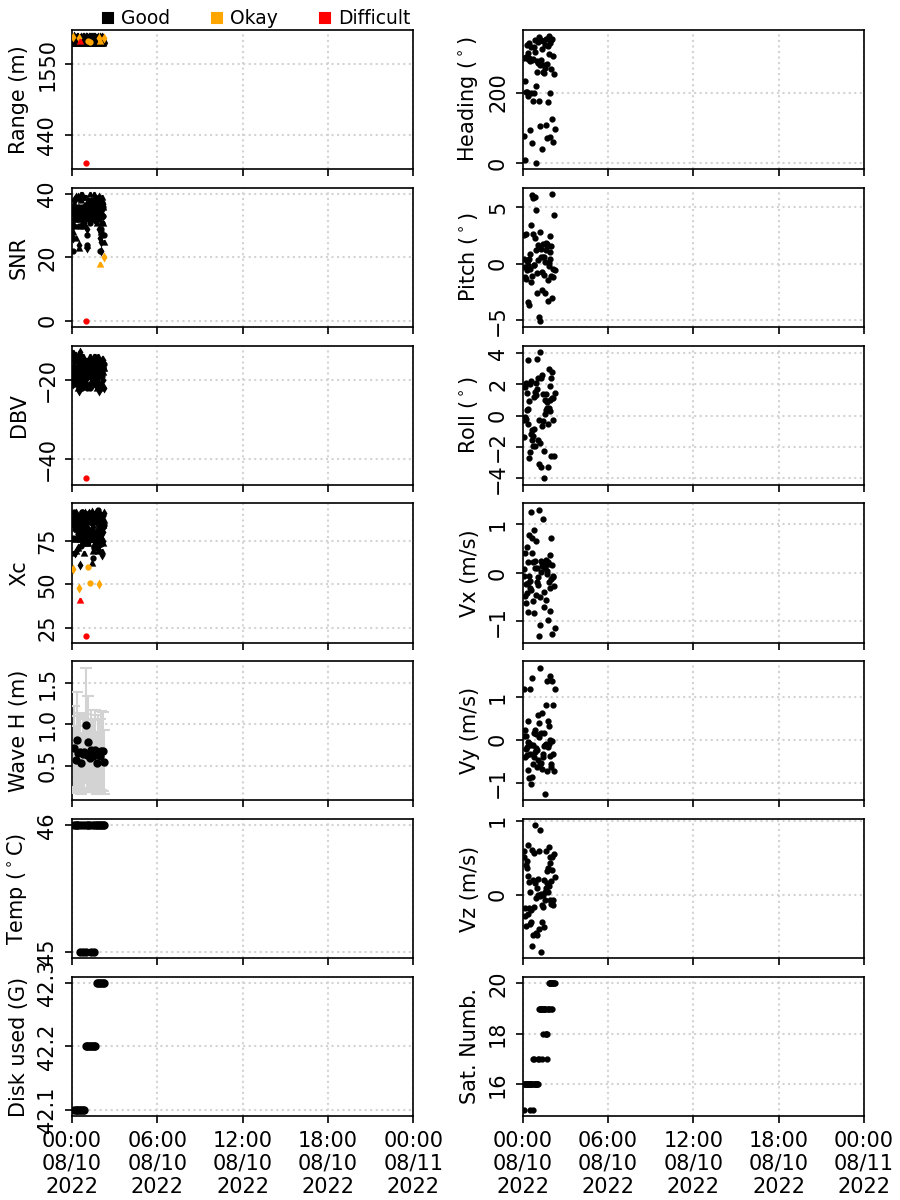 Good Okay Difficult
Range (m)
1550
440
Heading (°)
200
0
SNR
40
20
0
Pitch (°)
5
0
−5
DBV
−20
−40
Roll (°)
4
2
0
−2
−4
Xc
75
50
25
Vx (m/s)
1
0
−1
Wave H (m)
1.5
1.0
0.5
Vy (m/s)
1
0
−1
Temp (°C)
46
45
Vz (m/s)
1
0
Disk used (G)
42.3
42.2
42.1
Sat. Numb.
20
18
16
00:00 06:00 12:00 18:00 00:00 00:00 06:00 12:00 18:00 00:00
08/10 08/10 08/10 08/10 08/11 08/10 08/10 08/10 08/10 08/11
2022 2022 2022 2022 2022 2022 2022 2022 2022 2022